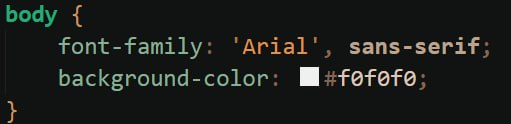 body {
    font-family: 'Arial', sans-serif;
    background-color: #f0f0f0;
}